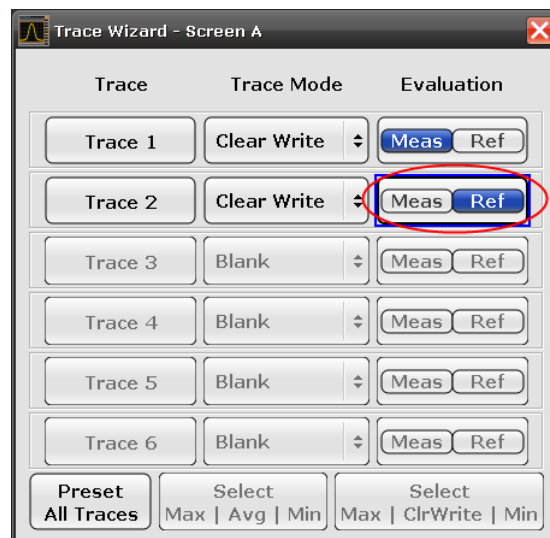 Trace Wizard - Screen A
Trace Trace Mode Evaluation
Trace 1 Clear Write Meas Ref
Trace 2 Clear Write Meas Ref
Trace 3 Blank Meas Ref
Trace 4 Blank Meas Ref
Trace 5 Blank Meas Ref
Trace 6 Blank Meas Ref
Preset Select Select
All Traces Max | Avg | Min Max | ClrWrite | Min